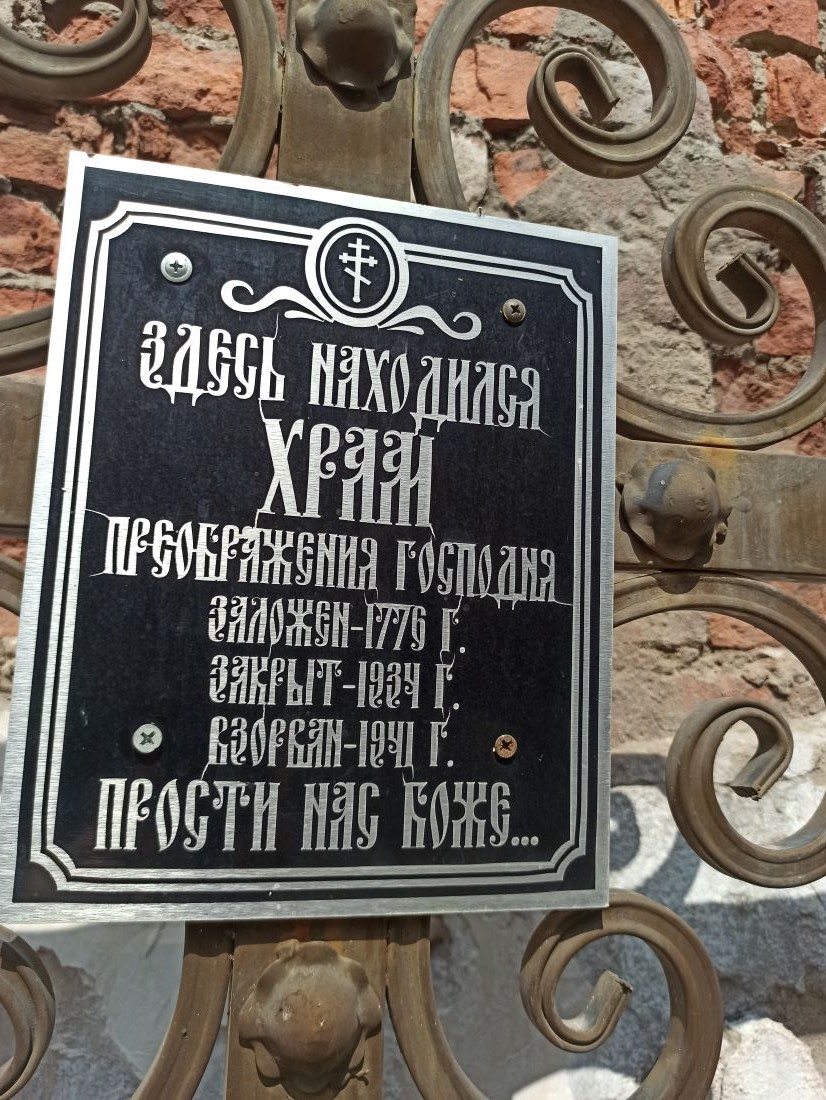 ЗДЕСЬ НАХОДИЛСЯ
ХРАМ
ПРЕОБРАЖЕНИЯ ГОСПОДНЯ
ЗАЛОЖЕН-1776 Г.
ЗАКРЫТ-1934 Г.
ВЗОРВАН-1941 Г.
ПРОСТИ НАС БОЖЕ...